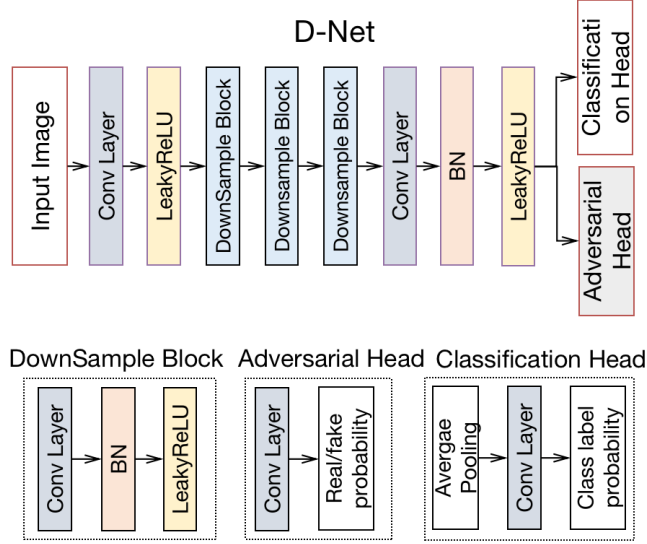 D-Net
Input Image
Conv Layer
LeakyReLU
DownSample Block
Downsample Block
Downsample Block
Conv Layer
BN
LeakyReLU
Classificati
on Head
Adversarial
Head
DownSample Block
Conv Layer
BN
LeakyReLU
Adversarial Head
Conv Layer
Real/fake
probability
Classification Head
Avergae
Pooling
Conv Layer
Class label
probability